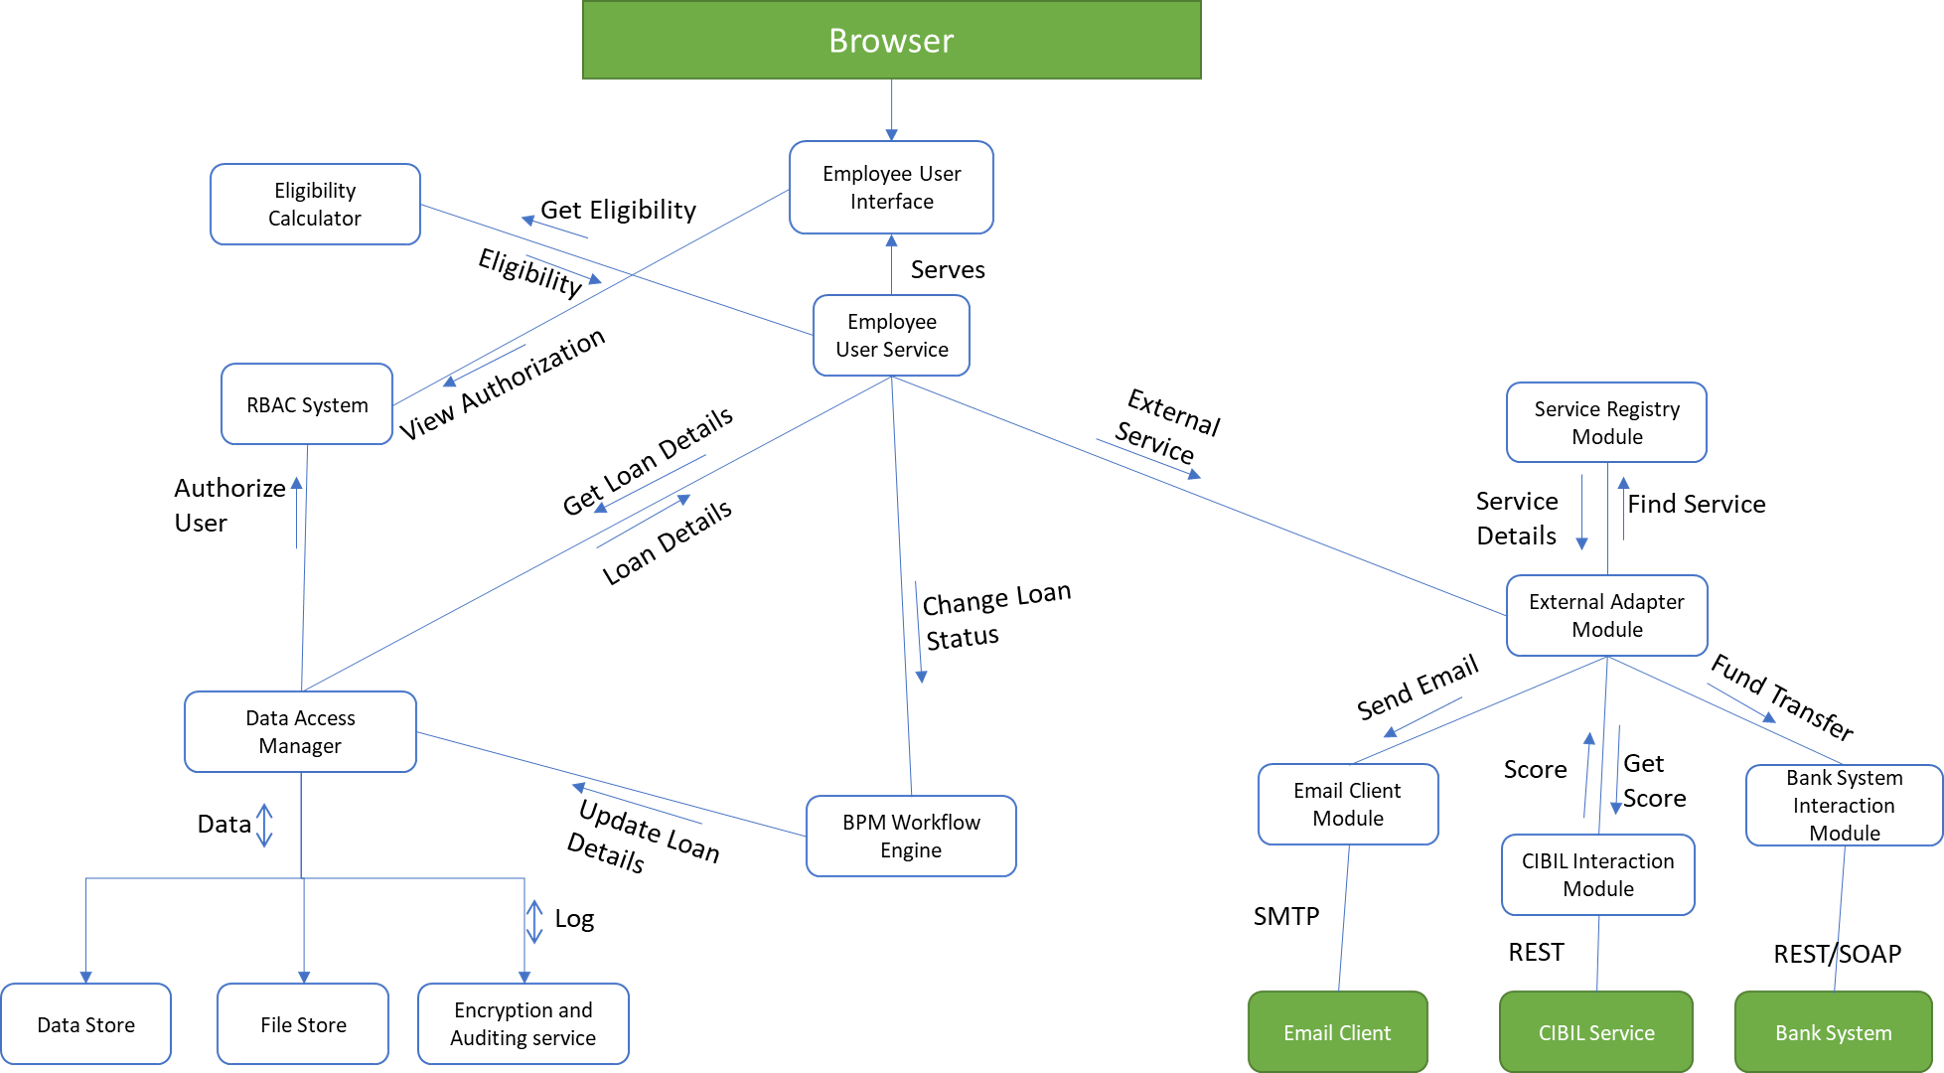 Browser
Employee User
Interface
Eligibility
Calculator
Get Eligibility
Eligibility
Serves
Employee
User Service
RBAC System
View Authorization
External
Service
Service Registry
Module
Get Loan Details
Loan Details
Authorize
User
Service
Details
Find Service
Change Loan
Status
External Adapter
Module
Send Email
Fund Transfer
Data Access
Manager
Score
Get
Score
Email Client
Module
Bank System
Interaction
Module
Data
Update Loan
Details
BPM Workflow
Engine
CIBIL Interaction
Module
Log
SMTP
REST
REST/SOAP
Data Store
File Store
Encryption and
Auditing service
Email Client
CIBIL Service
Bank System